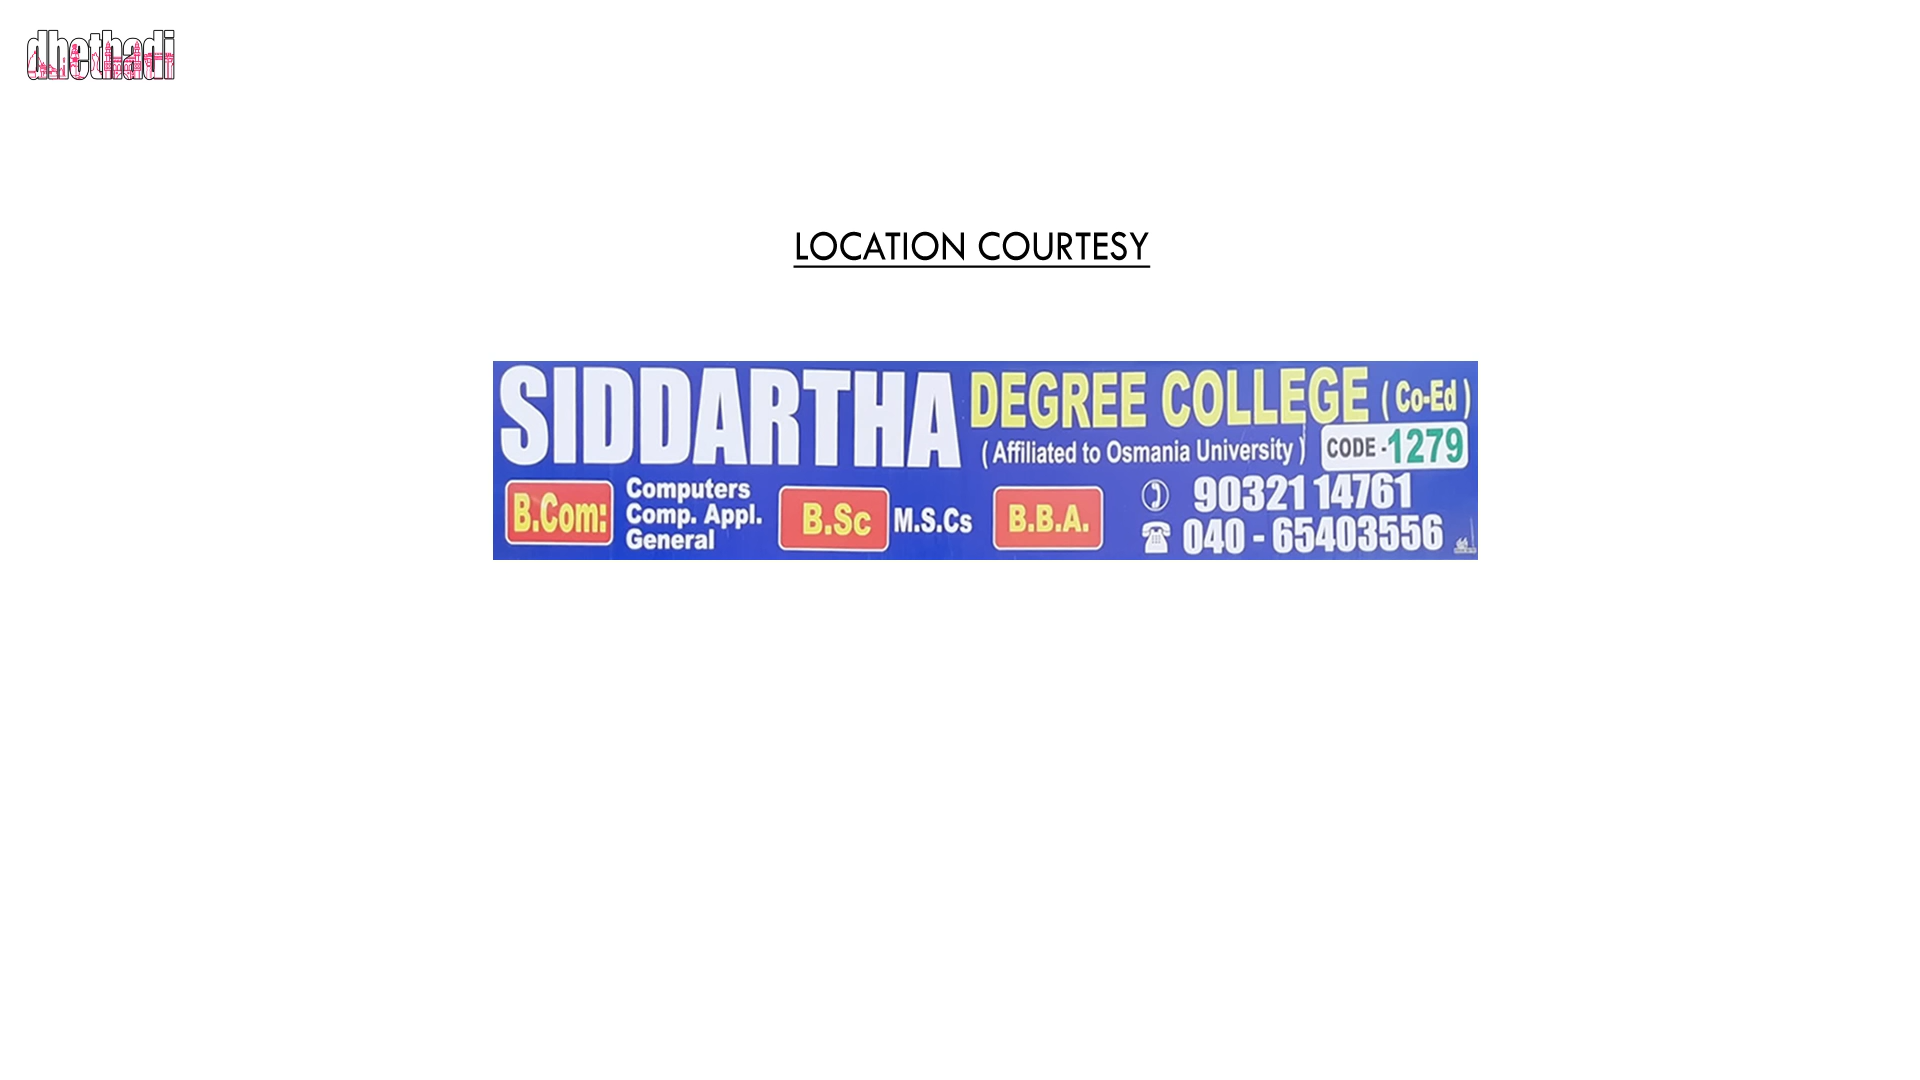 dhethadi
LOCATION COURTESY
SIDDARTHA DEGREE COLLEGE ( Co-Ed )
( Affiliated to Osmania University ) CODE - 1279
B.Com: Computers
Comp. Appl.
General
B.Sc M.S.Cs
B.B.A.
90321 14761
040 - 65403556